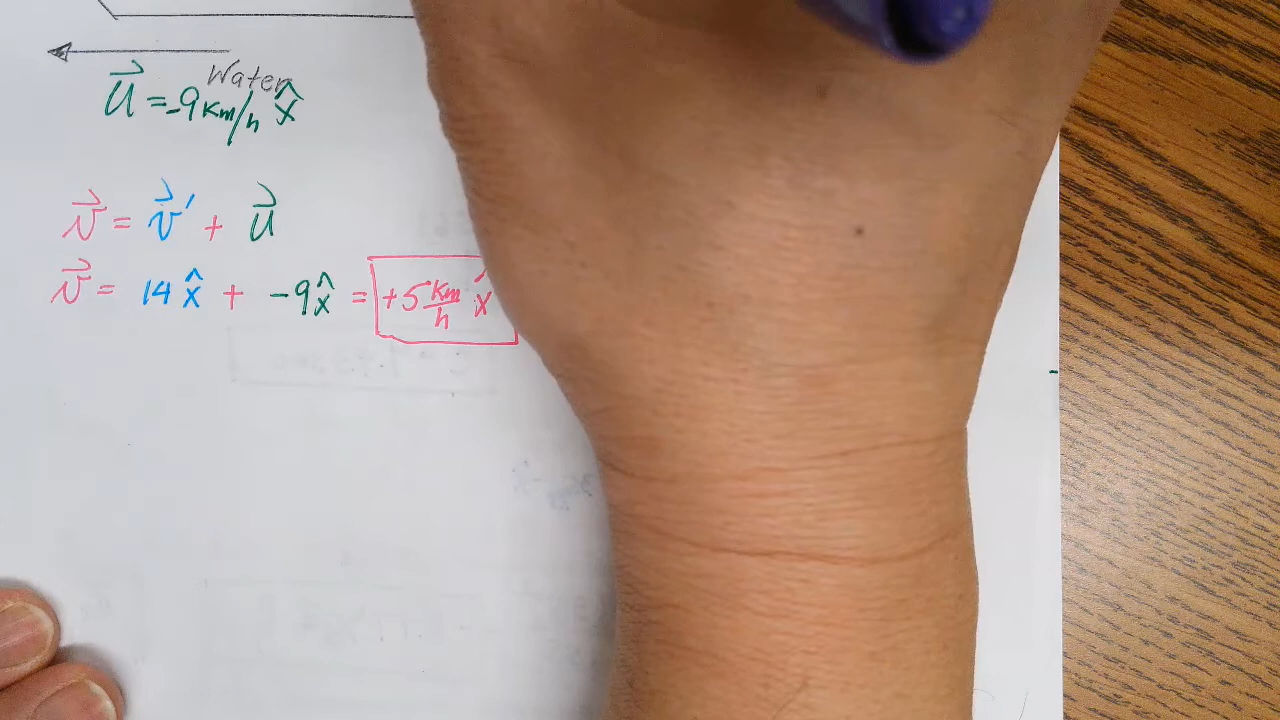 Water
u⃗ = -9 Km/h x̂
v⃗ = v⃗′ + u⃗
v⃗ = 14 x̂ + -9 x̂ = +5 Km/h x̂